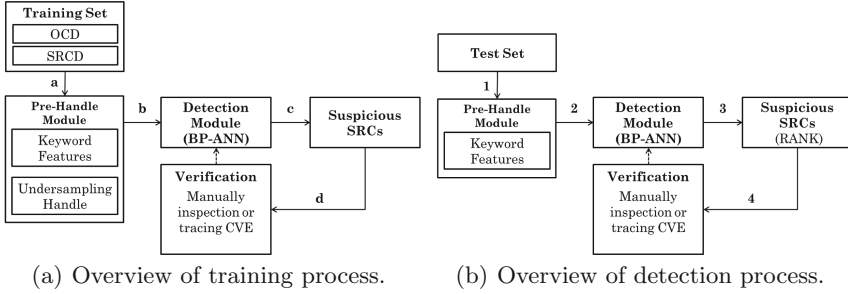 Training Set
OCD
SRCD
a
Pre-Handle
Module
Keyword
Features
Undersampling
Handle
b
Detection
Module
(BP-ANN)
c
Suspicious
SRCs
d
Verification
Manually
inspection or
tracing CVE
(a) Overview of training process.
Test Set
1
Pre-Handle
Module
Keyword
Features
2
Detection
Module
(BP-ANN)
3
Suspicious
SRCs
(RANK)
4
Verification
Manually
inspection or
tracing CVE
(b) Overview of detection process.